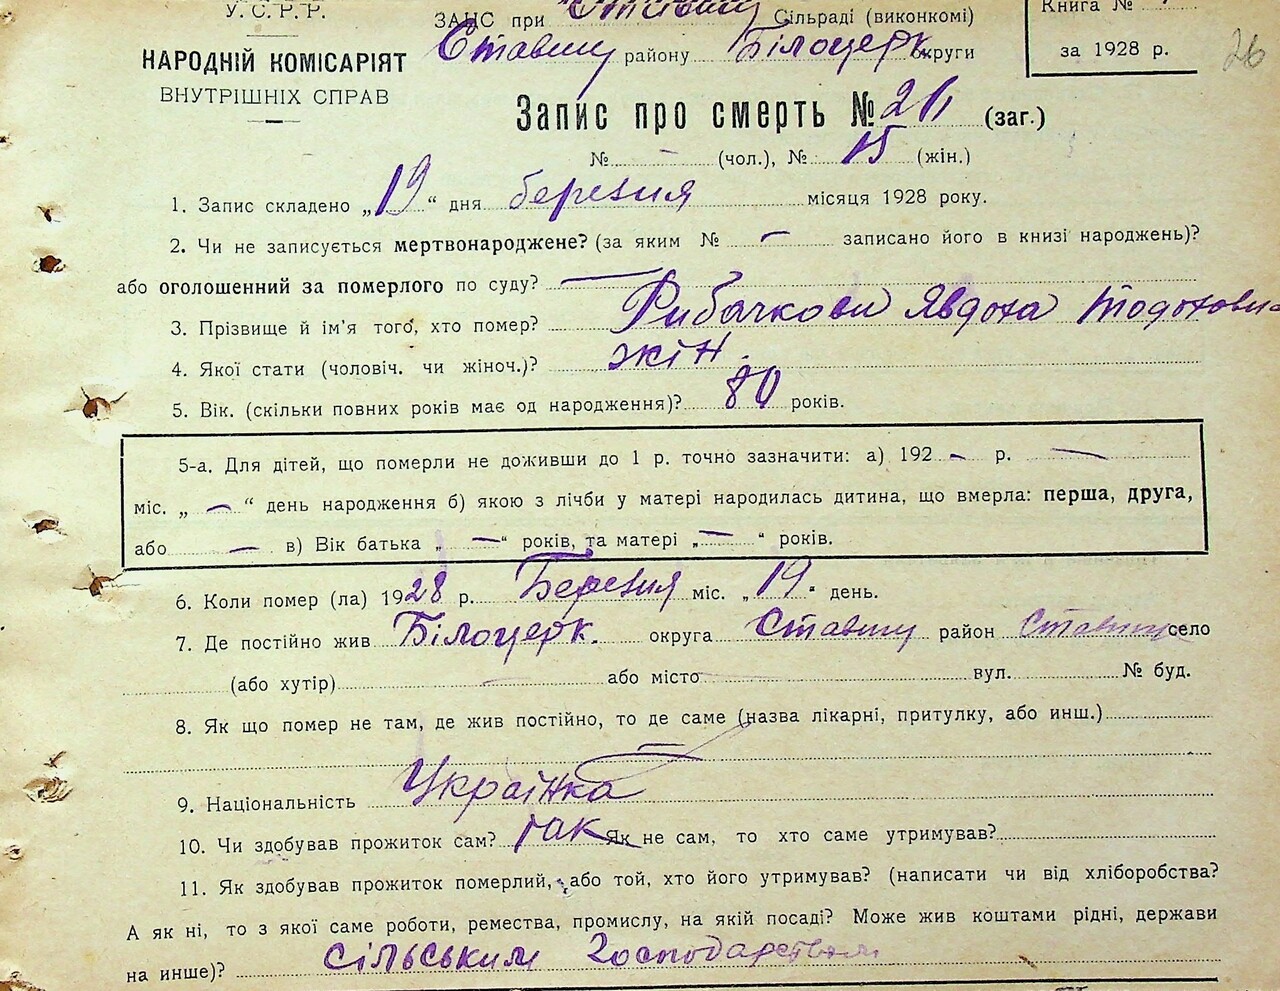 У.С.Р.Р.
ЗАГС при Сільраді (виконкомі)
Книга №
НАРОДНІЙ КОМІСАРІЯТ
Ставищ району Білоцерк. округи
за 1928 р.
26
ВНУТРІШНІХ СПРАВ
Запис про смерть № 26 (заг.)
№ — (чол.), № 15 (жін.)
1. Запис складено „19“ дня березня місяця 1928 року.
2. Чи не записується мертвонароджене? (за яким № — записано його в книзі народжень)?
або оголошенний за померлого по суду? —
3. Прізвище й ім'я того, хто помер? Явдоха
4. Якої стати (чоловіч. чи жіноч.)? жін.
5. Вік. (скільки повних років має од народження)? 80 років.
5-а. Для дітей, що померли не доживши до 1 р. точно зазначити: а) 192 — р. —
міс. „ — “ день народження б) якою з лічби у матері народилась дитина, що вмерла: перша, друга,
або — в) Вік батька „ — “ років, та матері „ — “ років.
6. Коли помер (ла) 1928 р. Березня міс. „19“ день.
7. Де постійно жив Білоцерк. округа Ставищ район село
(або хутір) — або місто — вул. № буд.
8. Як що помер не там, де жив постійно, то де саме (назва лікарні, притулку, або инш.)
—
9. Національність Українка
10. Чи здобував прожиток сам? так Як не сам, то хто саме утримував?
11. Як здобував прожиток померлий, або той, хто його утримував? (написати чи від хліборобства?
А як ні, то з якої саме роботи, ремества, промислу, на якій посаді? Може жив коштами рідні, держави
на инше)? сільським господарством